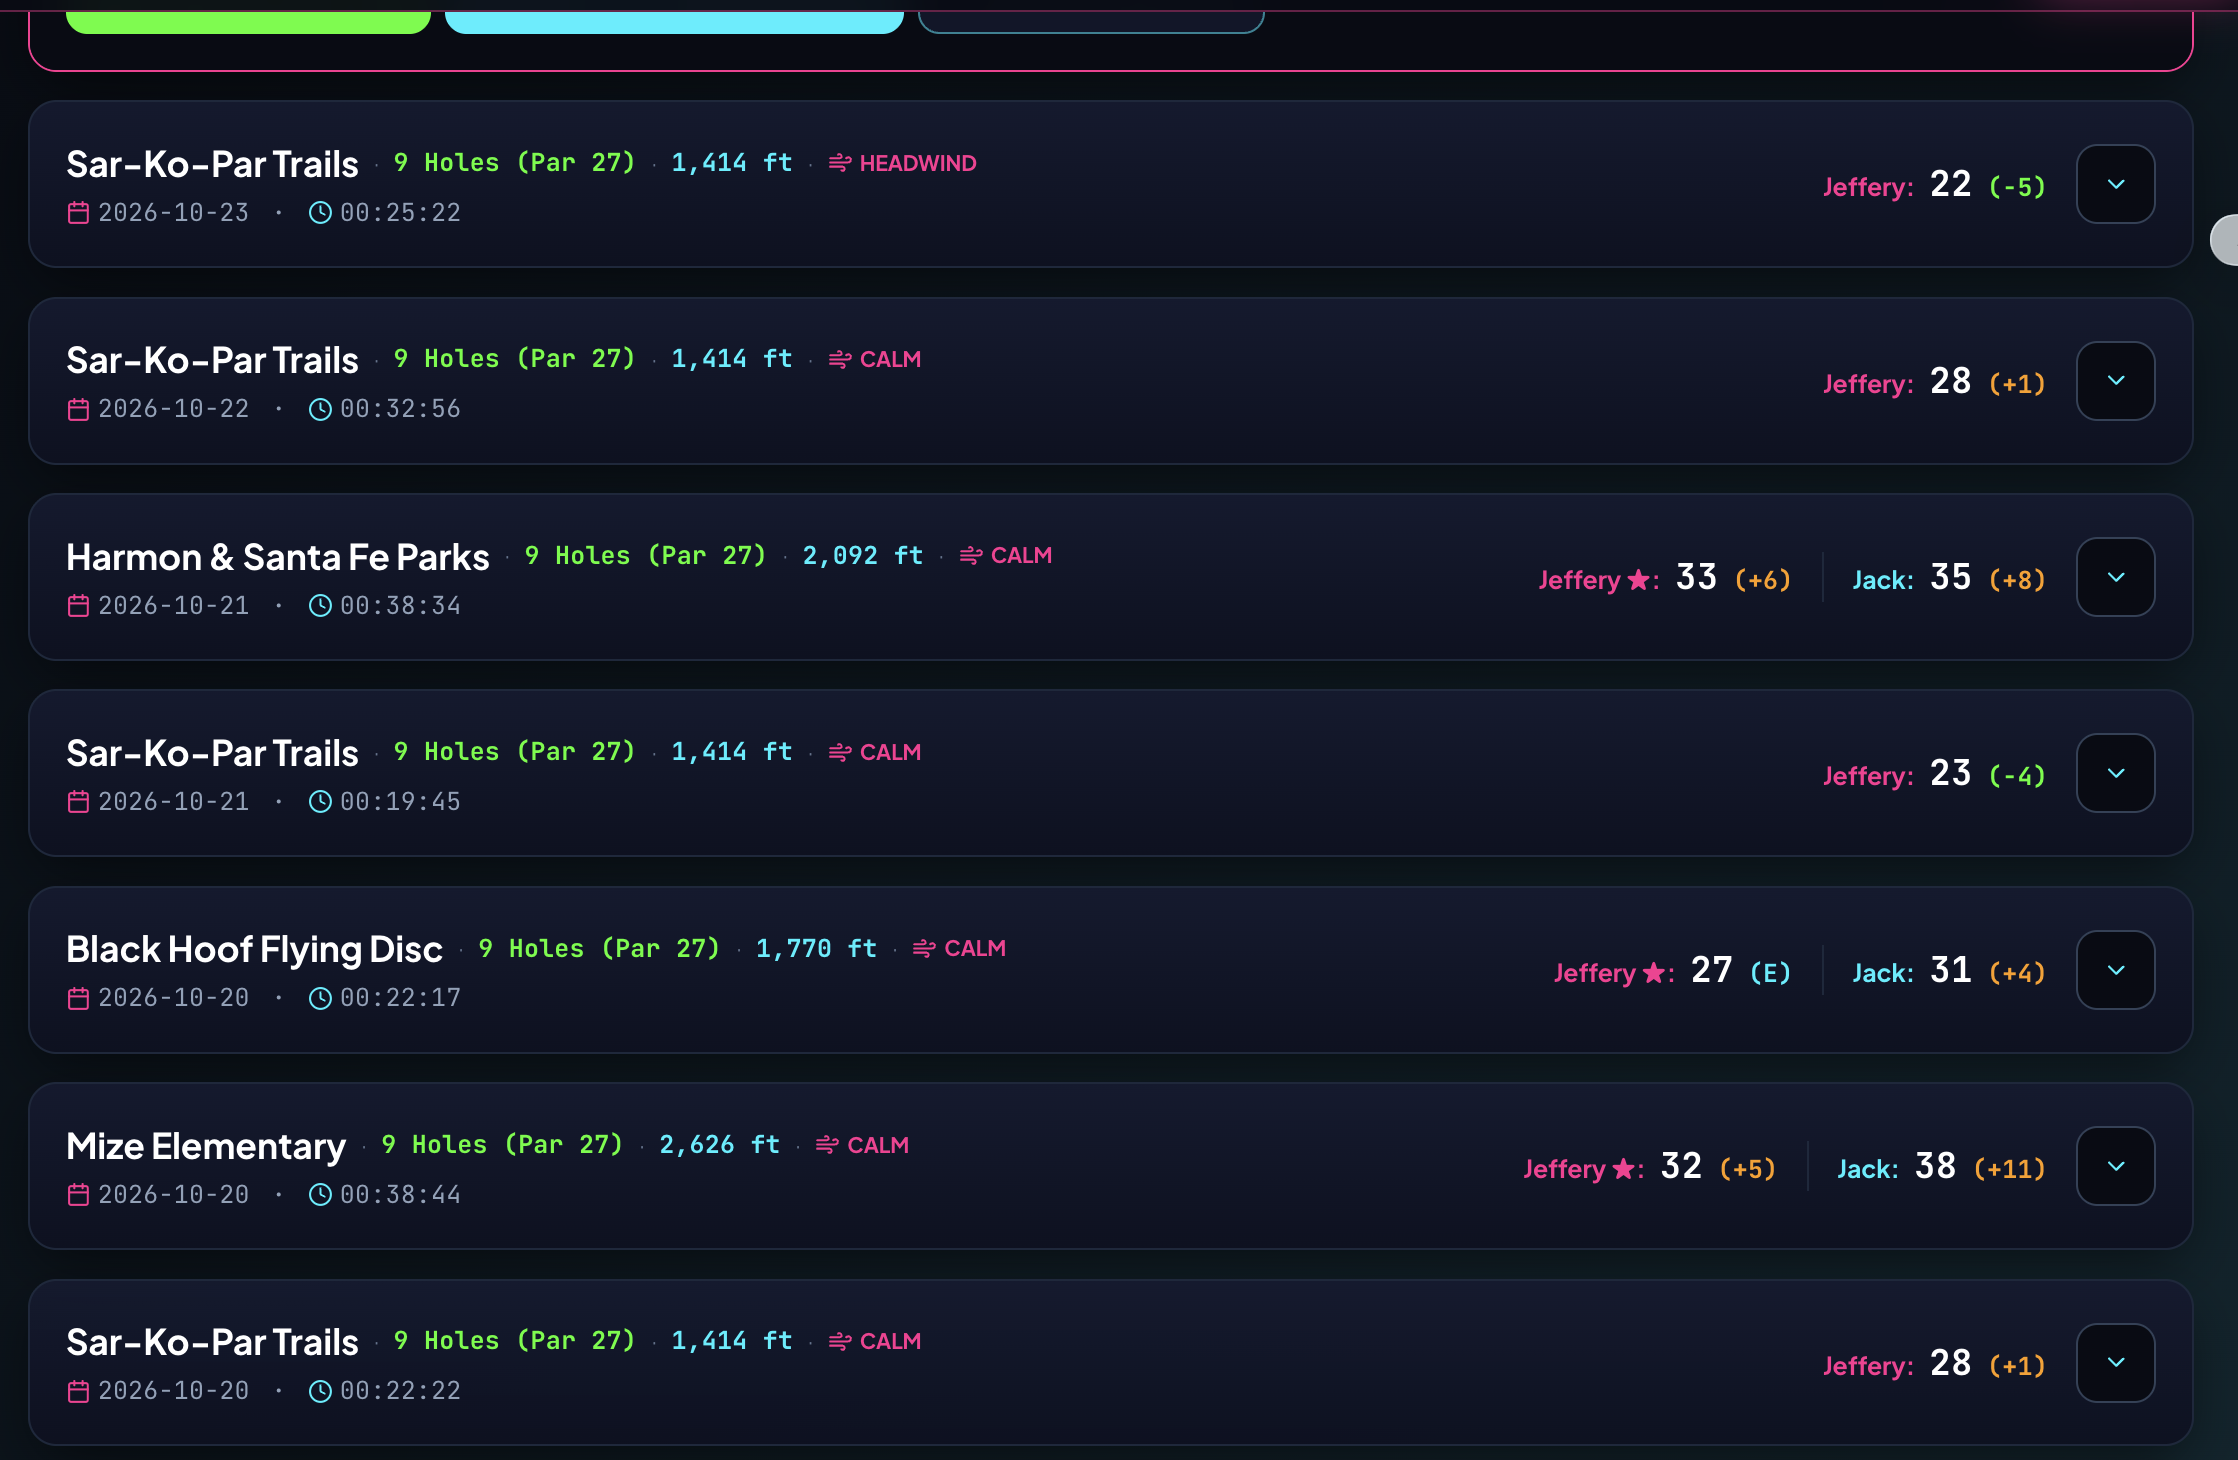 Sar-Ko-Par Trails · 9 Holes (Par 27) · 1,414 ft · HEADWIND
2026-10-23 · 00:25:22
Jeffery: 22 (-5)
Sar-Ko-Par Trails · 9 Holes (Par 27) · 1,414 ft · CALM
2026-10-22 · 00:32:56
Jeffery: 28 (+1)
Harmon & Santa Fe Parks · 9 Holes (Par 27) · 2,092 ft · CALM
2026-10-21 · 00:38:34
Jeffery ★: 33 (+6) Jack: 35 (+8)
Sar-Ko-Par Trails · 9 Holes (Par 27) · 1,414 ft · CALM
2026-10-21 · 00:19:45
Jeffery: 23 (-4)
Black Hoof Flying Disc · 9 Holes (Par 27) · 1,770 ft · CALM
2026-10-20 · 00:22:17
Jeffery ★: 27 (E) Jack: 31 (+4)
Mize Elementary · 9 Holes (Par 27) · 2,626 ft · CALM
2026-10-20 · 00:38:44
Jeffery ★: 32 (+5) Jack: 38 (+11)
Sar-Ko-Par Trails · 9 Holes (Par 27) · 1,414 ft · CALM
2026-10-20 · 00:22:22
Jeffery: 28 (+1)